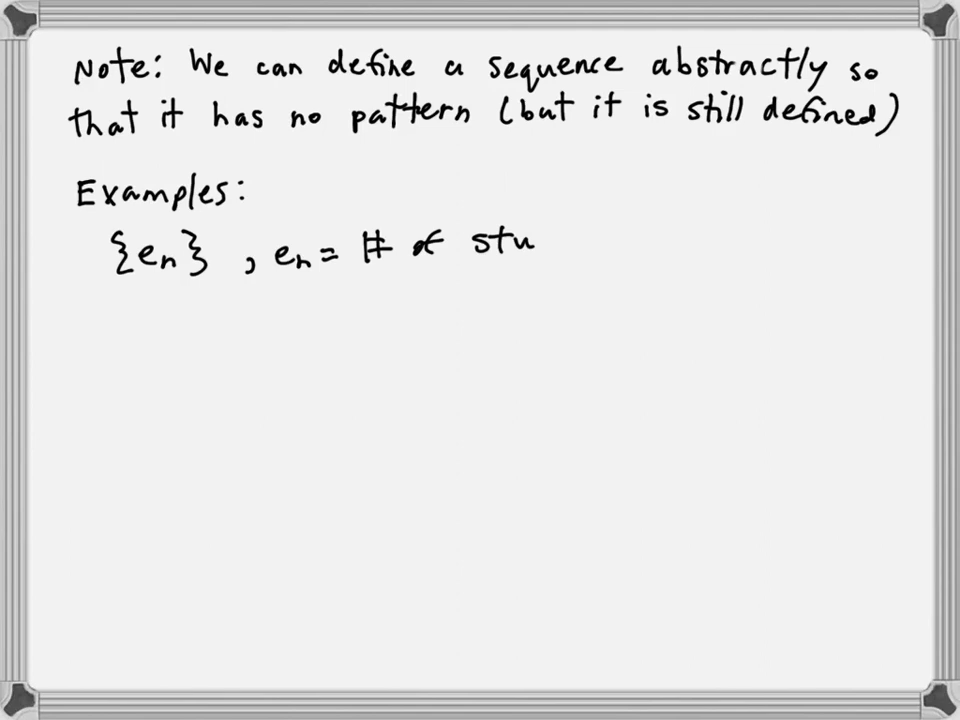 Note: We can define a sequence abstractly so
that it has no pattern (but it is still defined)
Examples:
{eₙ} , eₙ = # of stu